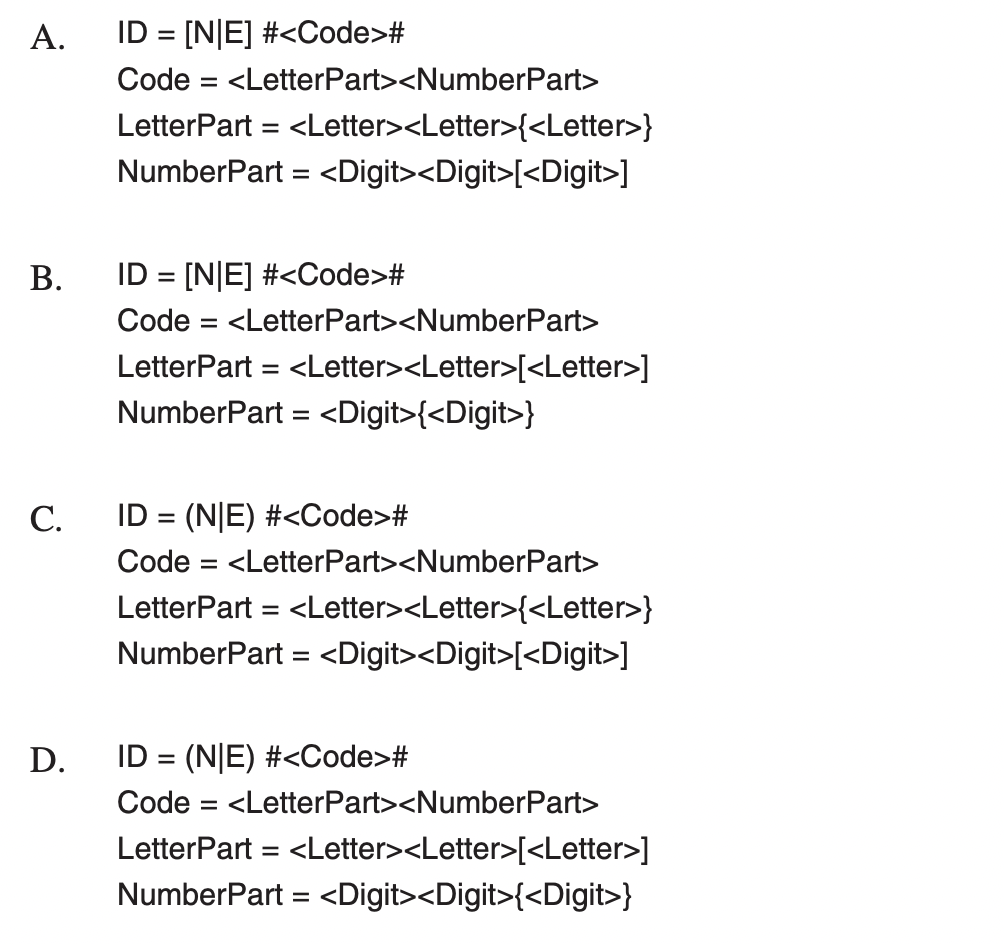 A. ID = [N|E] #<Code>#
Code = <LetterPart><NumberPart>
LetterPart = <Letter><Letter>{<Letter>}
NumberPart = <Digit><Digit>[<Digit>]
B. ID = [N|E] #<Code>#
Code = <LetterPart><NumberPart>
LetterPart = <Letter><Letter>[<Letter>]
NumberPart = <Digit>{<Digit>}
C. ID = (N|E) #<Code>#
Code = <LetterPart><NumberPart>
LetterPart = <Letter><Letter>{<Letter>}
NumberPart = <Digit><Digit>[<Digit>]
D. ID = (N|E) #<Code>#
Code = <LetterPart><NumberPart>
LetterPart = <Letter><Letter>[<Letter>]
NumberPart = <Digit><Digit>{<Digit>}